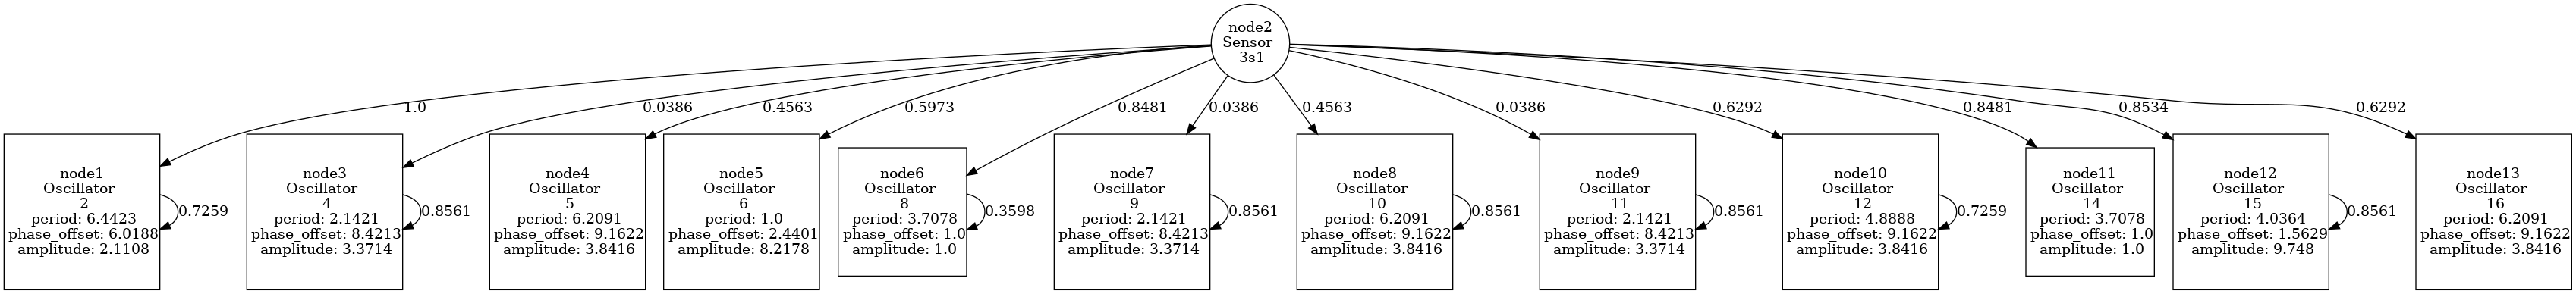 node2
Sensor
3s1
1.0
0.0386
0.4563
0.5973
-0.8481
0.0386
0.4563
0.0386
0.6292
-0.8481
0.8534
0.6292
node1
Oscillator
2
period: 6.4423
phase_offset: 6.0188
amplitude: 2.1108
0.7259
node3
Oscillator
4
period: 2.1421
phase_offset: 8.4213
amplitude: 3.3714
0.8561
node4
Oscillator
5
period: 6.2091
phase_offset: 9.1622
amplitude: 3.8416
node5
Oscillator
6
period: 1.0
phase_offset: 2.4401
amplitude: 8.2178
node6
Oscillator
8
period: 3.7078
phase_offset: 1.0
amplitude: 1.0
0.3598
node7
Oscillator
9
period: 2.1421
phase_offset: 8.4213
amplitude: 3.3714
0.8561
node8
Oscillator
10
period: 6.2091
phase_offset: 9.1622
amplitude: 3.8416
0.8561
node9
Oscillator
11
period: 2.1421
phase_offset: 8.4213
amplitude: 3.3714
0.8561
node10
Oscillator
12
period: 4.8888
phase_offset: 9.1622
amplitude: 3.8416
0.7259
node11
Oscillator
14
period: 3.7078
phase_offset: 1.0
amplitude: 1.0
node12
Oscillator
15
period: 4.0364
phase_offset: 1.5629
amplitude: 9.748
0.8561
node13
Oscillator
16
period: 6.2091
phase_offset: 9.1622
amplitude: 3.8416